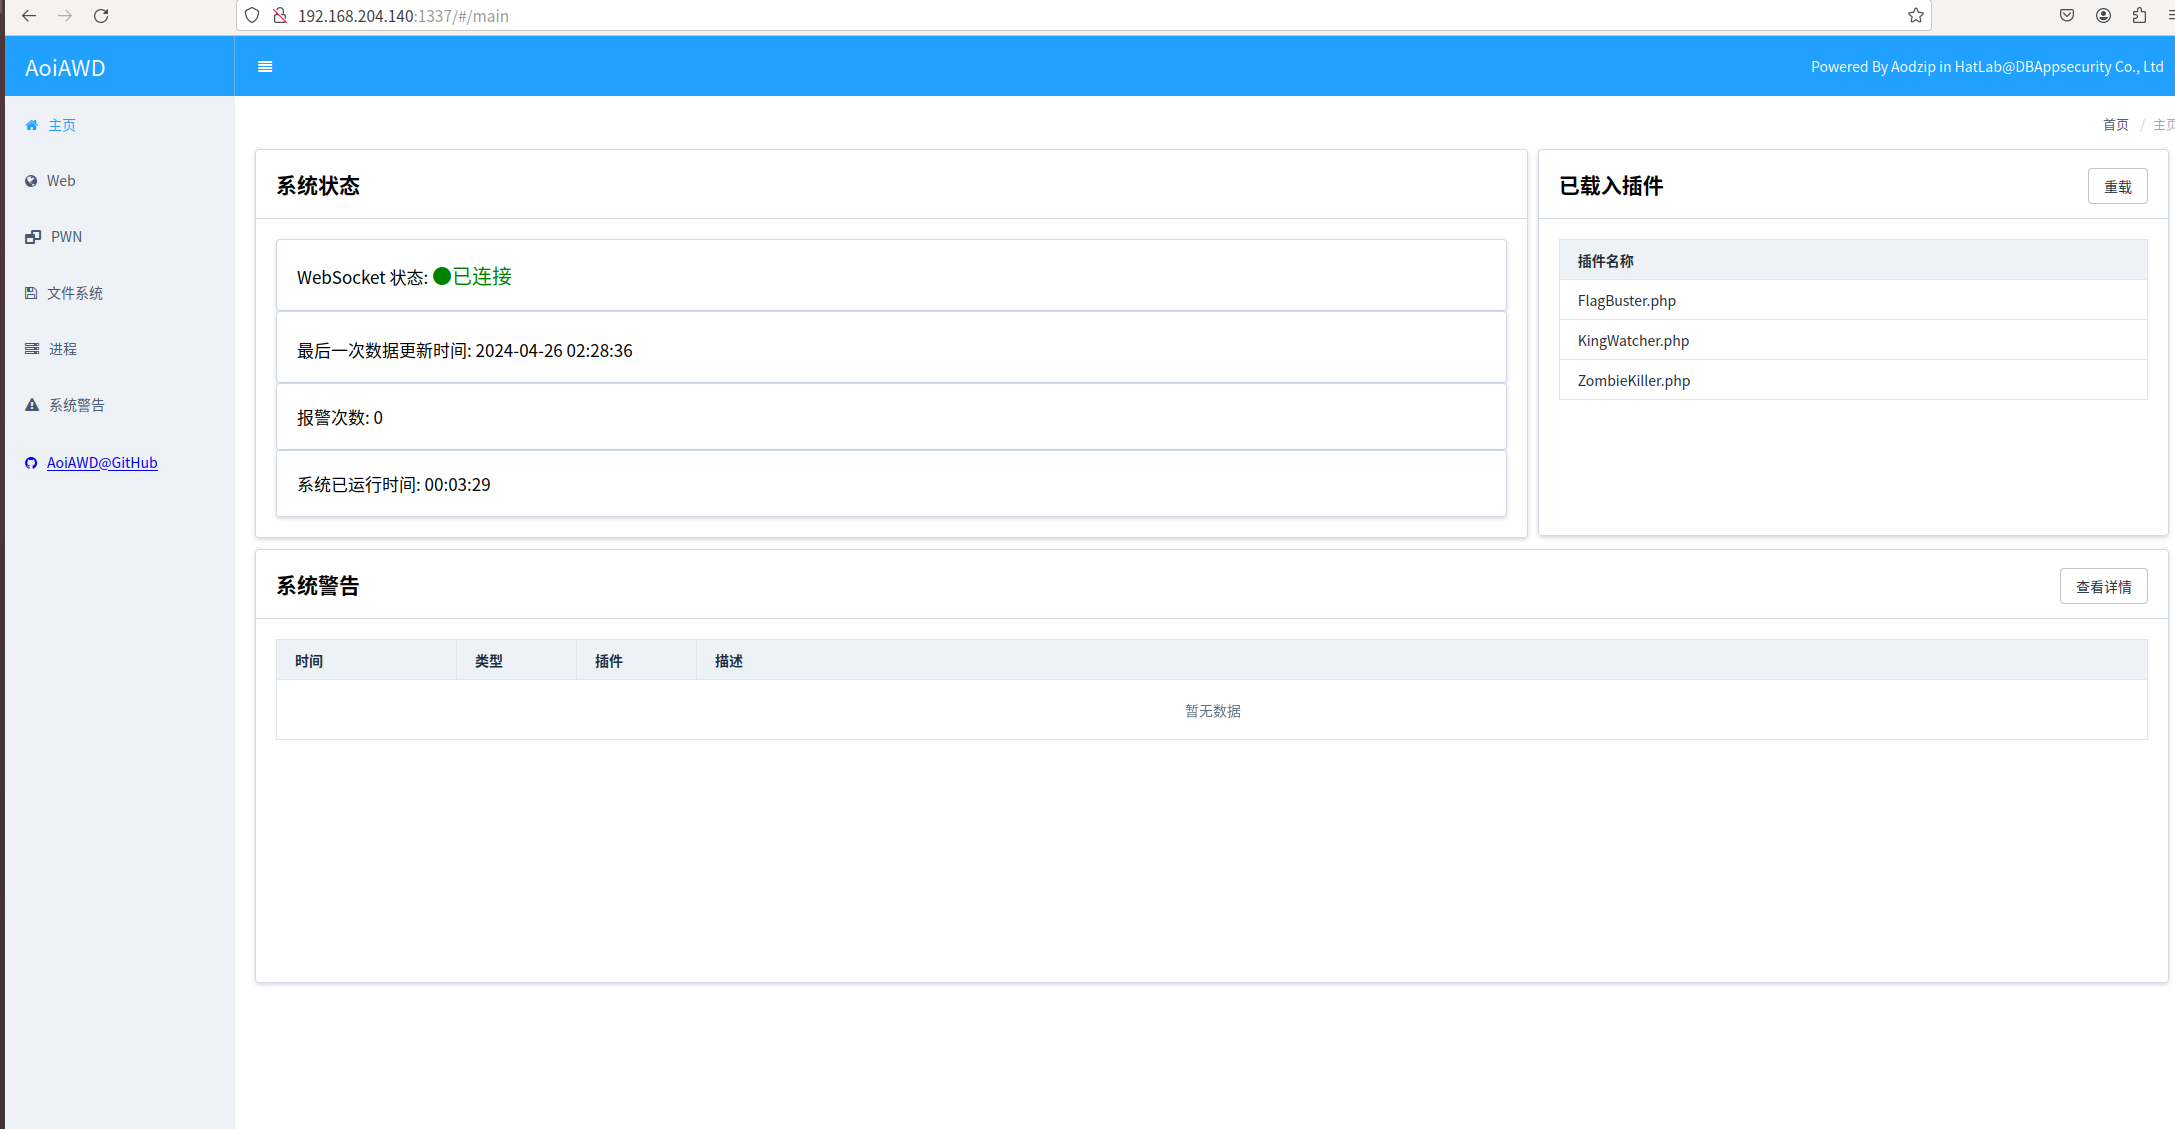 192.168.204.140:1337/#/main
AoiAWD
Powered By Aodzip in HatLab@DBAppsecurity Co., Ltd
主页
Web
PWN
文件系统
进程
系统警告
AoiAWD@GitHub
首页 / 主页
系统状态
WebSocket 状态: ●已连接
最后一次数据更新时间: 2024-04-26 02:28:36
报警次数: 0
系统已运行时间: 00:03:29
已载入插件
重载
插件名称
FlagBuster.php
KingWatcher.php
ZombieKiller.php
系统警告
查看详情
时间 类型 插件 描述
暂无数据